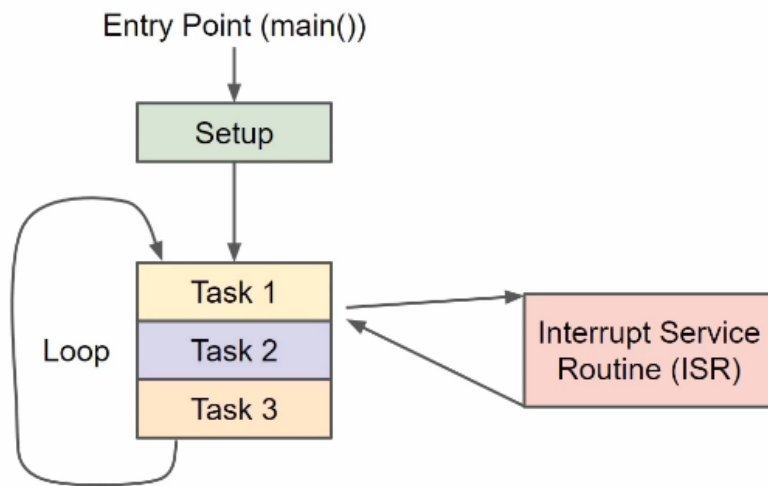 Entry Point (main())
Setup
Task 1
Loop
Task 2
Task 3
Interrupt Service
Routine (ISR)